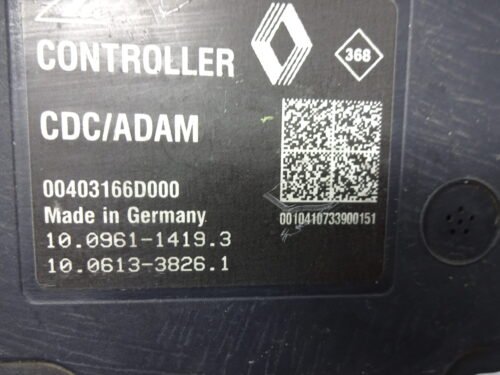 CONTROLLER
368
CDC/ADAM
00403166D000
Made in Germany
0010410733900151
10.0961-1419.3
10.0613-3826.1